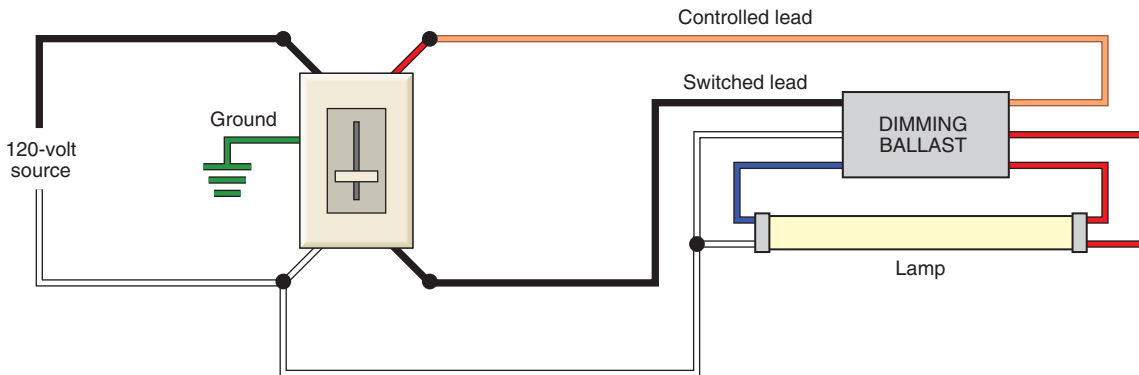 Controlled lead
Switched lead
Ground
120-volt
source
DIMMING
BALLAST
Lamp